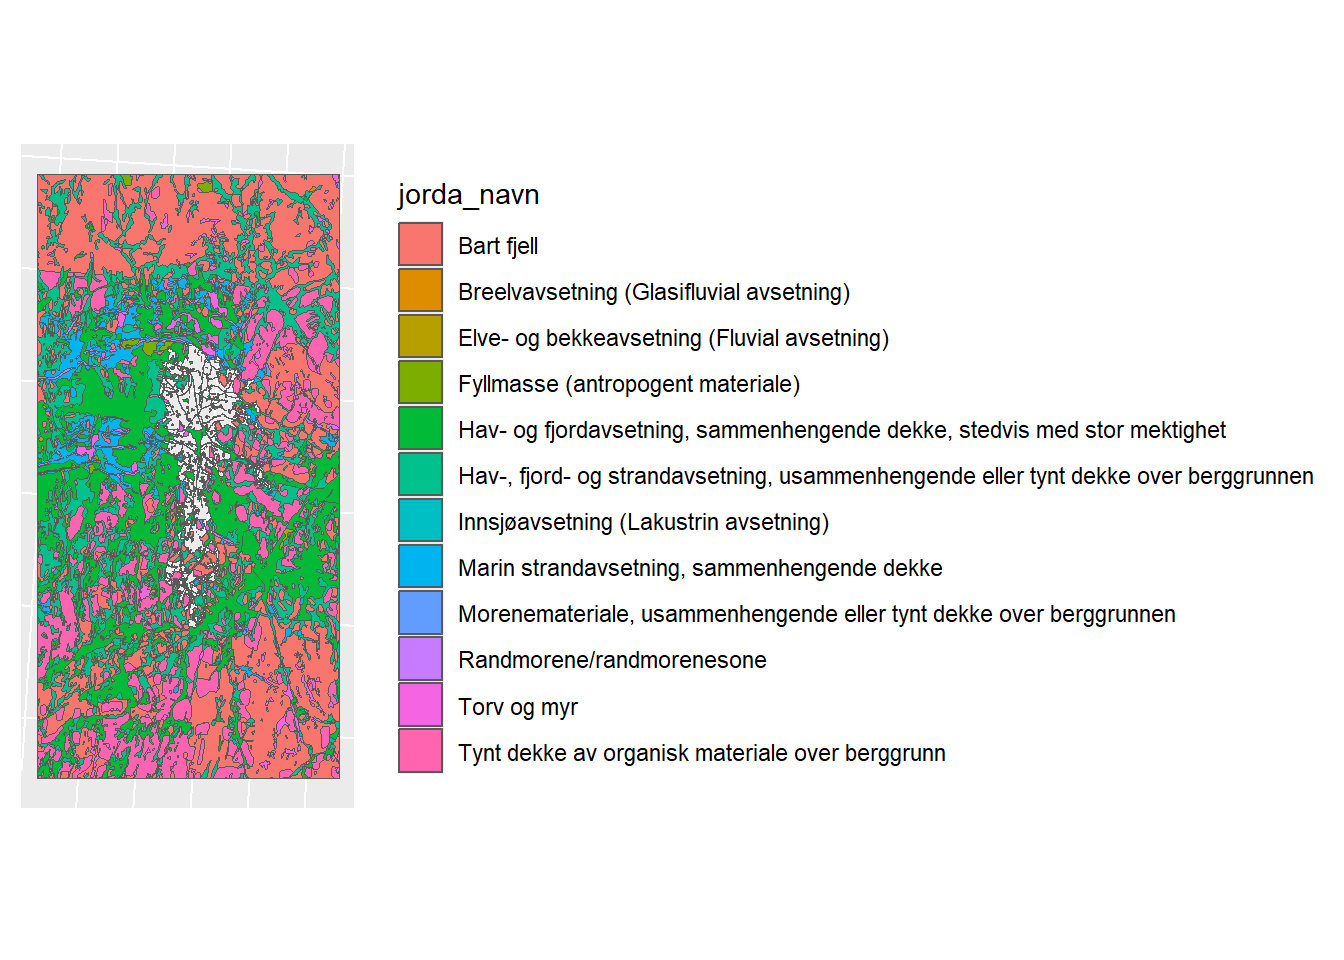 jorda_navn
Bart fjell
Breelvavsetning (Glasifluvial avsetning)
Elve- og bekkeavsetning (Fluvial avsetning)
Fyllmasse (antropogent materiale)
Hav- og fjordavsetning, sammenhengende dekke, stedvis med stor mektighet
Hav-, fjord- og strandavsetning, usammenhengende eller tynt dekke over berggrunnen
Innsjøavsetning (Lakustrin avsetning)
Marin strandavsetning, sammenhengende dekke
Morenemateriale, usammenhengende eller tynt dekke over berggrunnen
Randmorene/randmorenesone
Torv og myr
Tynt dekke av organisk materiale over berggrunn